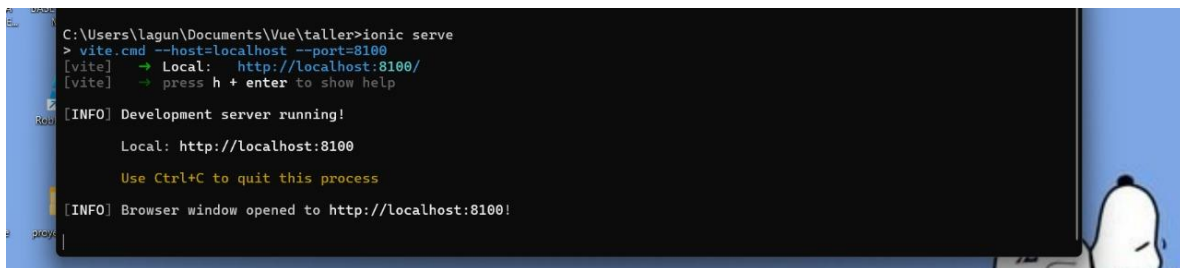 C:\Users\lagun\Documents\Vue\taller>ionic serve
> vite.cmd --host=localhost --port=8100
[vite] → Local: http://localhost:8100/
[vite] → press h + enter to show help
[INFO] Development server running!
Local: http://localhost:8100
Use Ctrl+C to quit this process
[INFO] Browser window opened to http://localhost:8100!